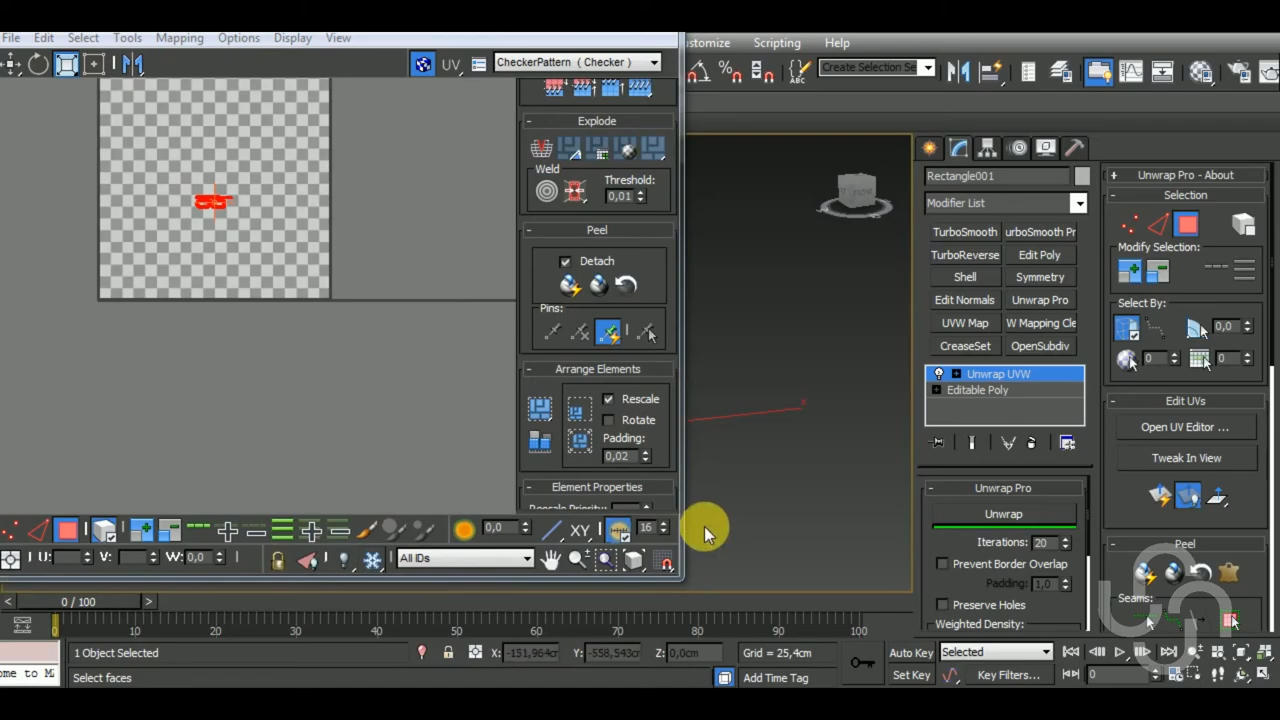 File Edit Select Tools Mapping Options Display View
ustomize Scripting Help
UV CheckerPattern ( Checker )
Create Selection Se
Explode
Weld
Threshold:
0,01
Peel
Detach
Pins:
Arrange Elements
Rescale
Rotate
Padding:
0,02
Element Properties
Rescale Priority:
0,0 XY 16
U: V: W: 0,0 All IDs
Rectangle001
Modifier List
TurboSmooth urboSmooth Pr
TurboReverse Edit Poly
Shell Symmetry
Edit Normals Unwrap Pro
UVW Map W Mapping Cle
CreaseSet OpenSubdiv
Unwrap UVW
Editable Poly
Unwrap Pro
Unwrap
Iterations: 20
Prevent Border Overlap
Padding: 1,0
Preserve Holes
Weighted Density:
Unwrap Pro - About
Selection
Modify Selection:
Select By:
0,0
0 0
Edit UVs
Open UV Editor ...
Tweak In View
Peel
Seams:
x
0 / 100
0 10 20 30 40 50 60 70 80 90 100
1 Object Selected X: -151,964cm Y: -558,543cm Z: 0,0cm Grid = 25,4cm Auto Key Selected
ome to M
Select faces Add Time Tag Set Key Key Filters... 0